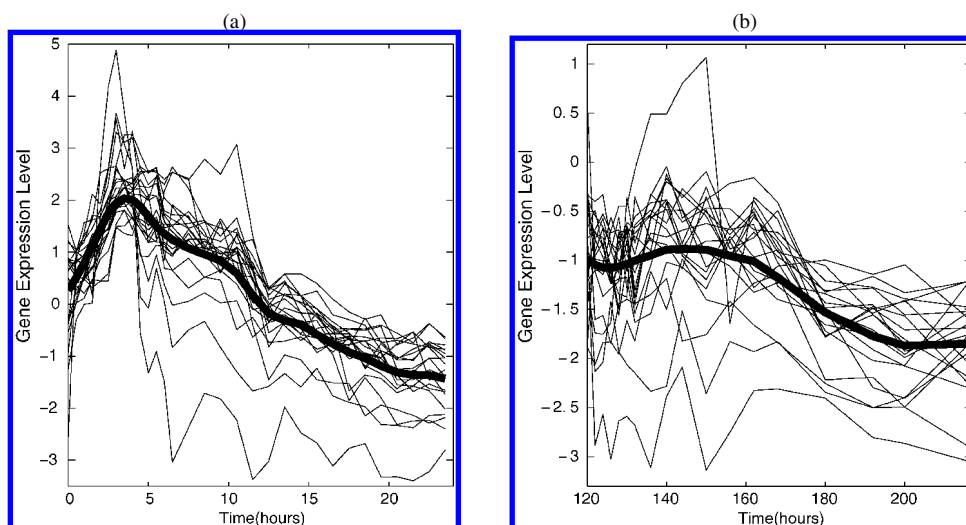 (a)
Gene Expression Level
5
4
3
2
1
0
−1
−2
−3
0 5 10 15 20
Time(hours)
(b)
Gene Expression Level
1
0.5
0
−0.5
−1
−1.5
−2
−2.5
−3
120 140 160 180 200
Time(hours)